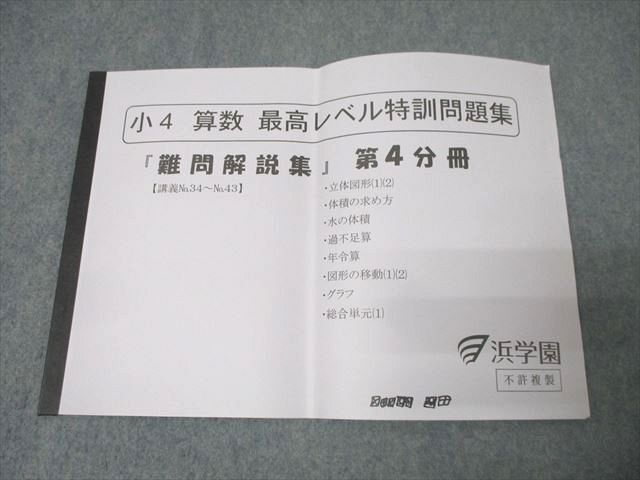 小4 算数 最高レベル特訓問題集
『難問解説集』 第4分冊
【講義№34～№43】
・立体図形(1)(2)
・体積の求め方
・水の体積
・過不足算
・年令算
・図形の移動(1)(2)
・グラフ
・総合単元(1)
浜学園
不許複製